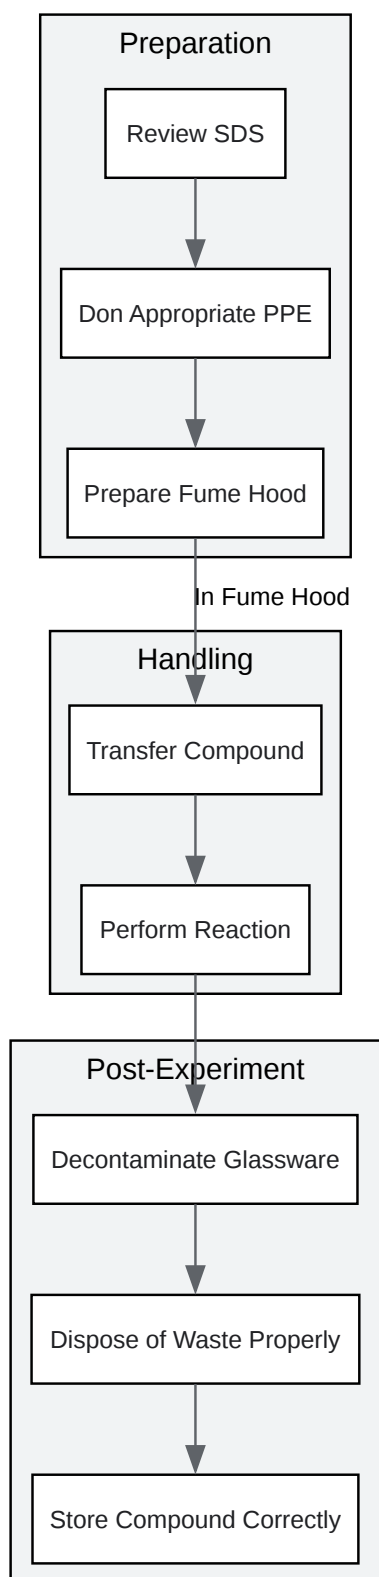 Preparation
Review SDS
Don Appropriate PPE
Prepare Fume Hood
In Fume Hood
Handling
Transfer Compound
Perform Reaction
Post-Experiment
Decontaminate Glassware
Dispose of Waste Properly
Store Compound Correctly